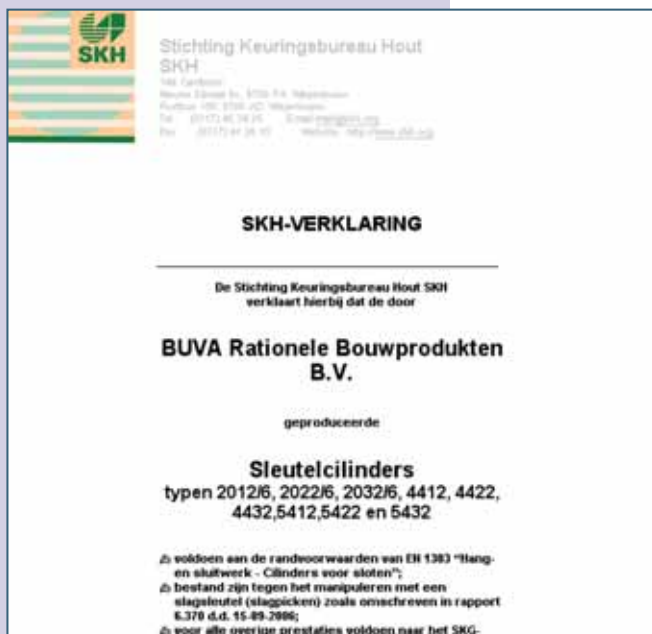 SKH
Stichting Keuringsbureau Hout
SKH
SKH-VERKLARING
De Stichting Keuringsbureau Hout SKH
verklaart hierbij dat de door
BUVA Rationele Bouwprodukten
B.V.
geproduceerde
Sleutelcilinders
typen 2012/6, 2022/6, 2032/6, 4412, 4422,
4432,5412,5422 en 5432
voldoen aan de randvoorwaarden van EN 1303 "Hang-
en sluitwerk - Cilinders voor sloten";
bestand zijn tegen het manipuleren met een
slagsleutel (slagpicken) zoals omschreven in rapport
6.370 d.d. 15-09-2006;
voor alle overige prestaties voldoen naar het SKG-